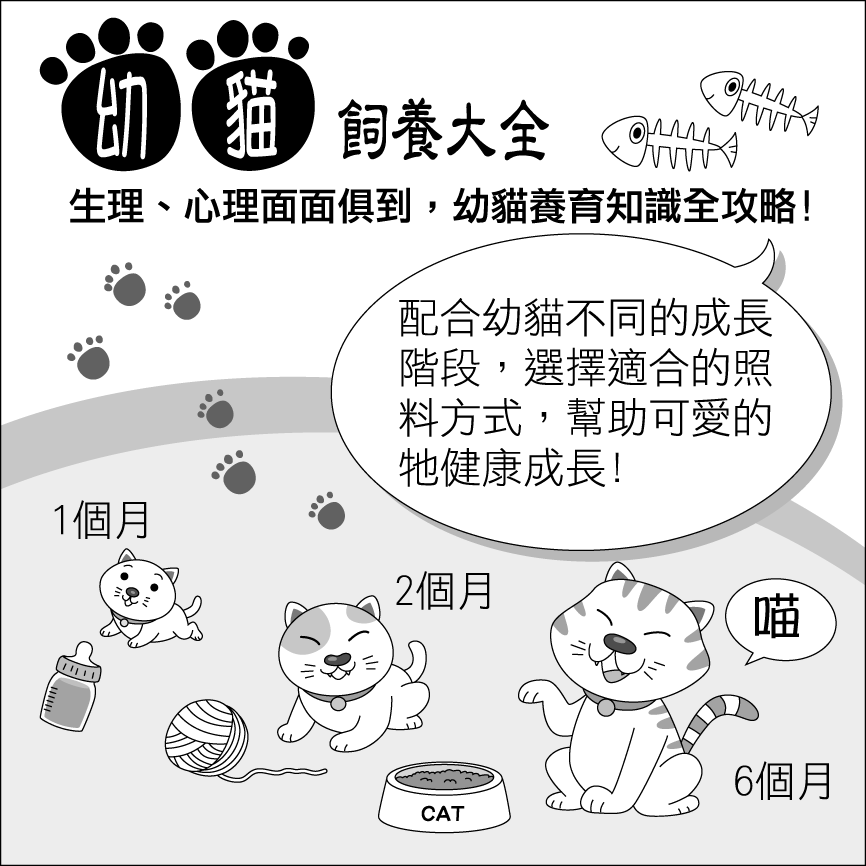 幼貓飼養大全
生理、心理面面俱到，幼貓養育知識全攻略!
配合幼貓不同的成長
階段，選擇適合的照
料方式，幫助可愛的
牠健康成長!
1個月
2個月
喵
6個月
CAT